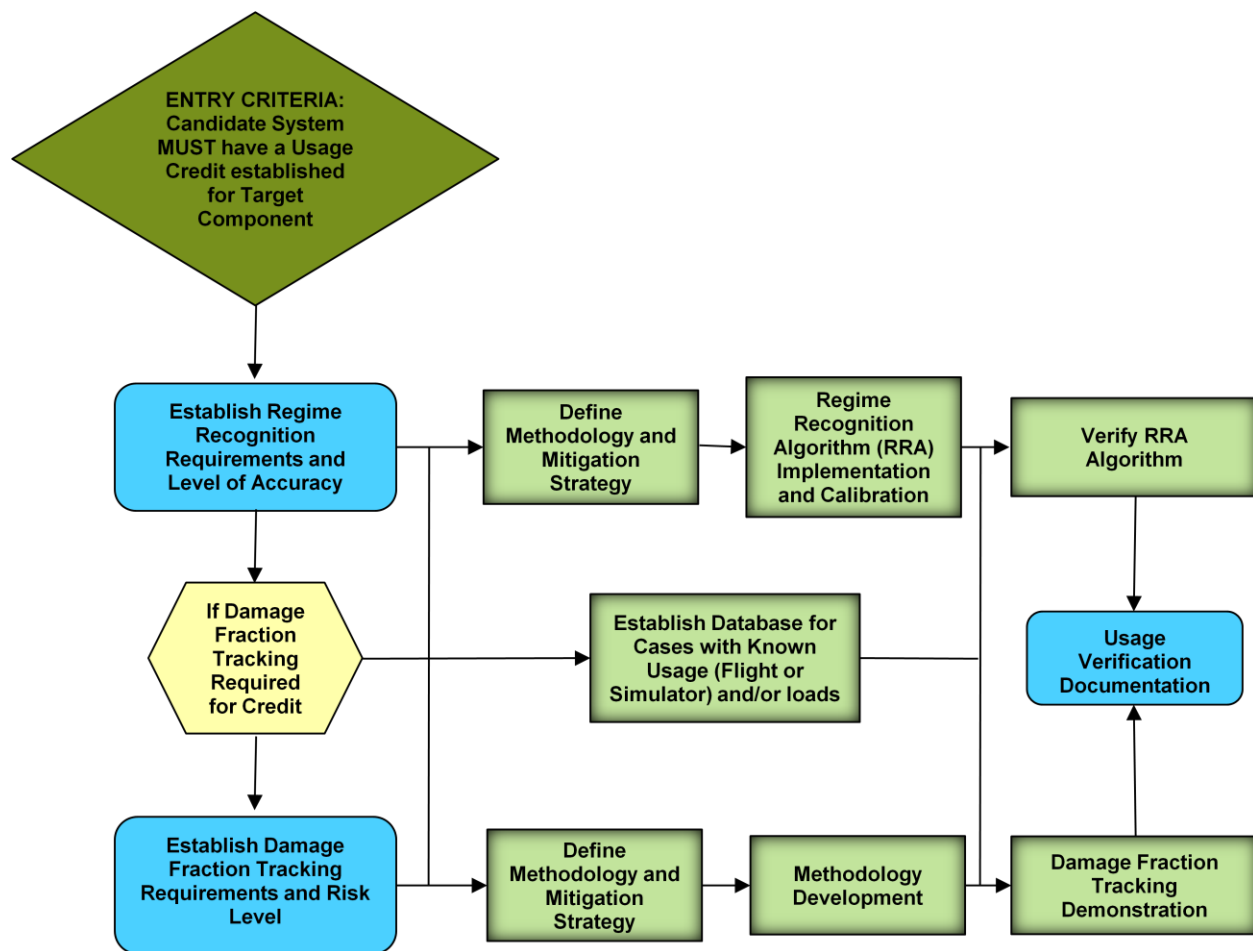 ENTRY CRITERIA:
Candidate System
MUST have a Usage
Credit established
for Target
Component
Establish Regime
Recognition
Requirements and
Level of Accuracy
Define
Methodology and
Mitigation
Strategy
Regime
Recognition
Algorithm (RRA)
Implementation
and Calibration
Verify RRA
Algorithm
If Damage
Fraction
Tracking
Required
for Credit
Establish Database for
Cases with Known
Usage (Flight or
Simulator) and/or loads
Usage
Verification
Documentation
Establish Damage
Fraction Tracking
Requirements and Risk
Level
Define
Methodology and
Mitigation
Strategy
Methodology
Development
Damage Fraction
Tracking
Demonstration